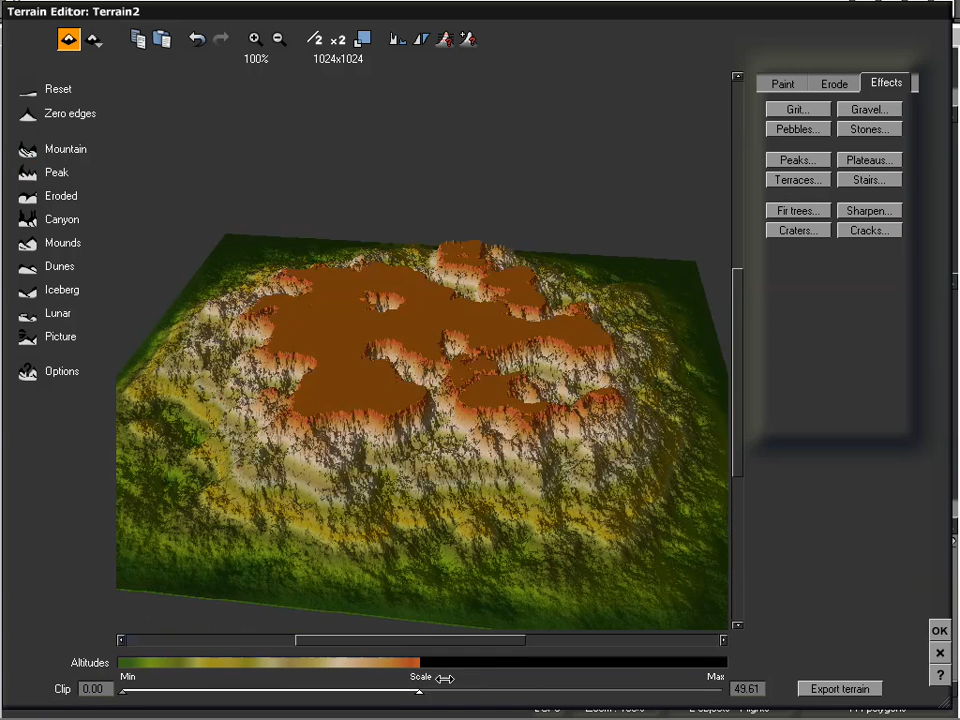 Terrain Editor: Terrain2
/2 x2
100% 1024x1024
Reset
Zero edges
Mountain
Peak
Eroded
Canyon
Mounds
Dunes
Iceberg
Lunar
Picture
Options
Paint Erode Effects
Grit... Gravel...
Pebbles... Stones...
Peaks... Plateaus...
Terraces... Stairs...
Fir trees... Sharpen...
Craters... Cracks...
OK
?
Altitudes
Min Scale Max
Clip 0.00 49.61 Export terrain